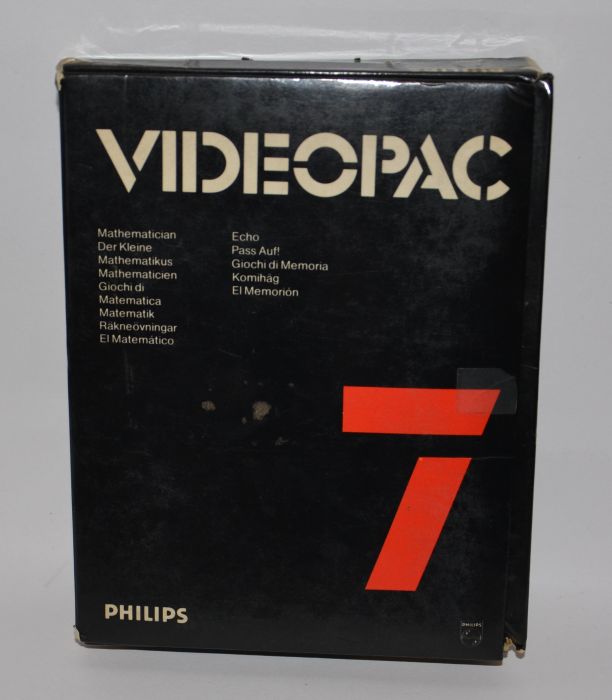 VIDEOPAC
Mathematician
Der Kleine
Mathematikus
Mathematicien
Giochi di
Matematica
Matematik
Räkneövningar
El Matemático
Echo
Pass Auf!
Giochi di Memoria
Komihåg
El Memorión
7
PHILIPS
PHILIPS